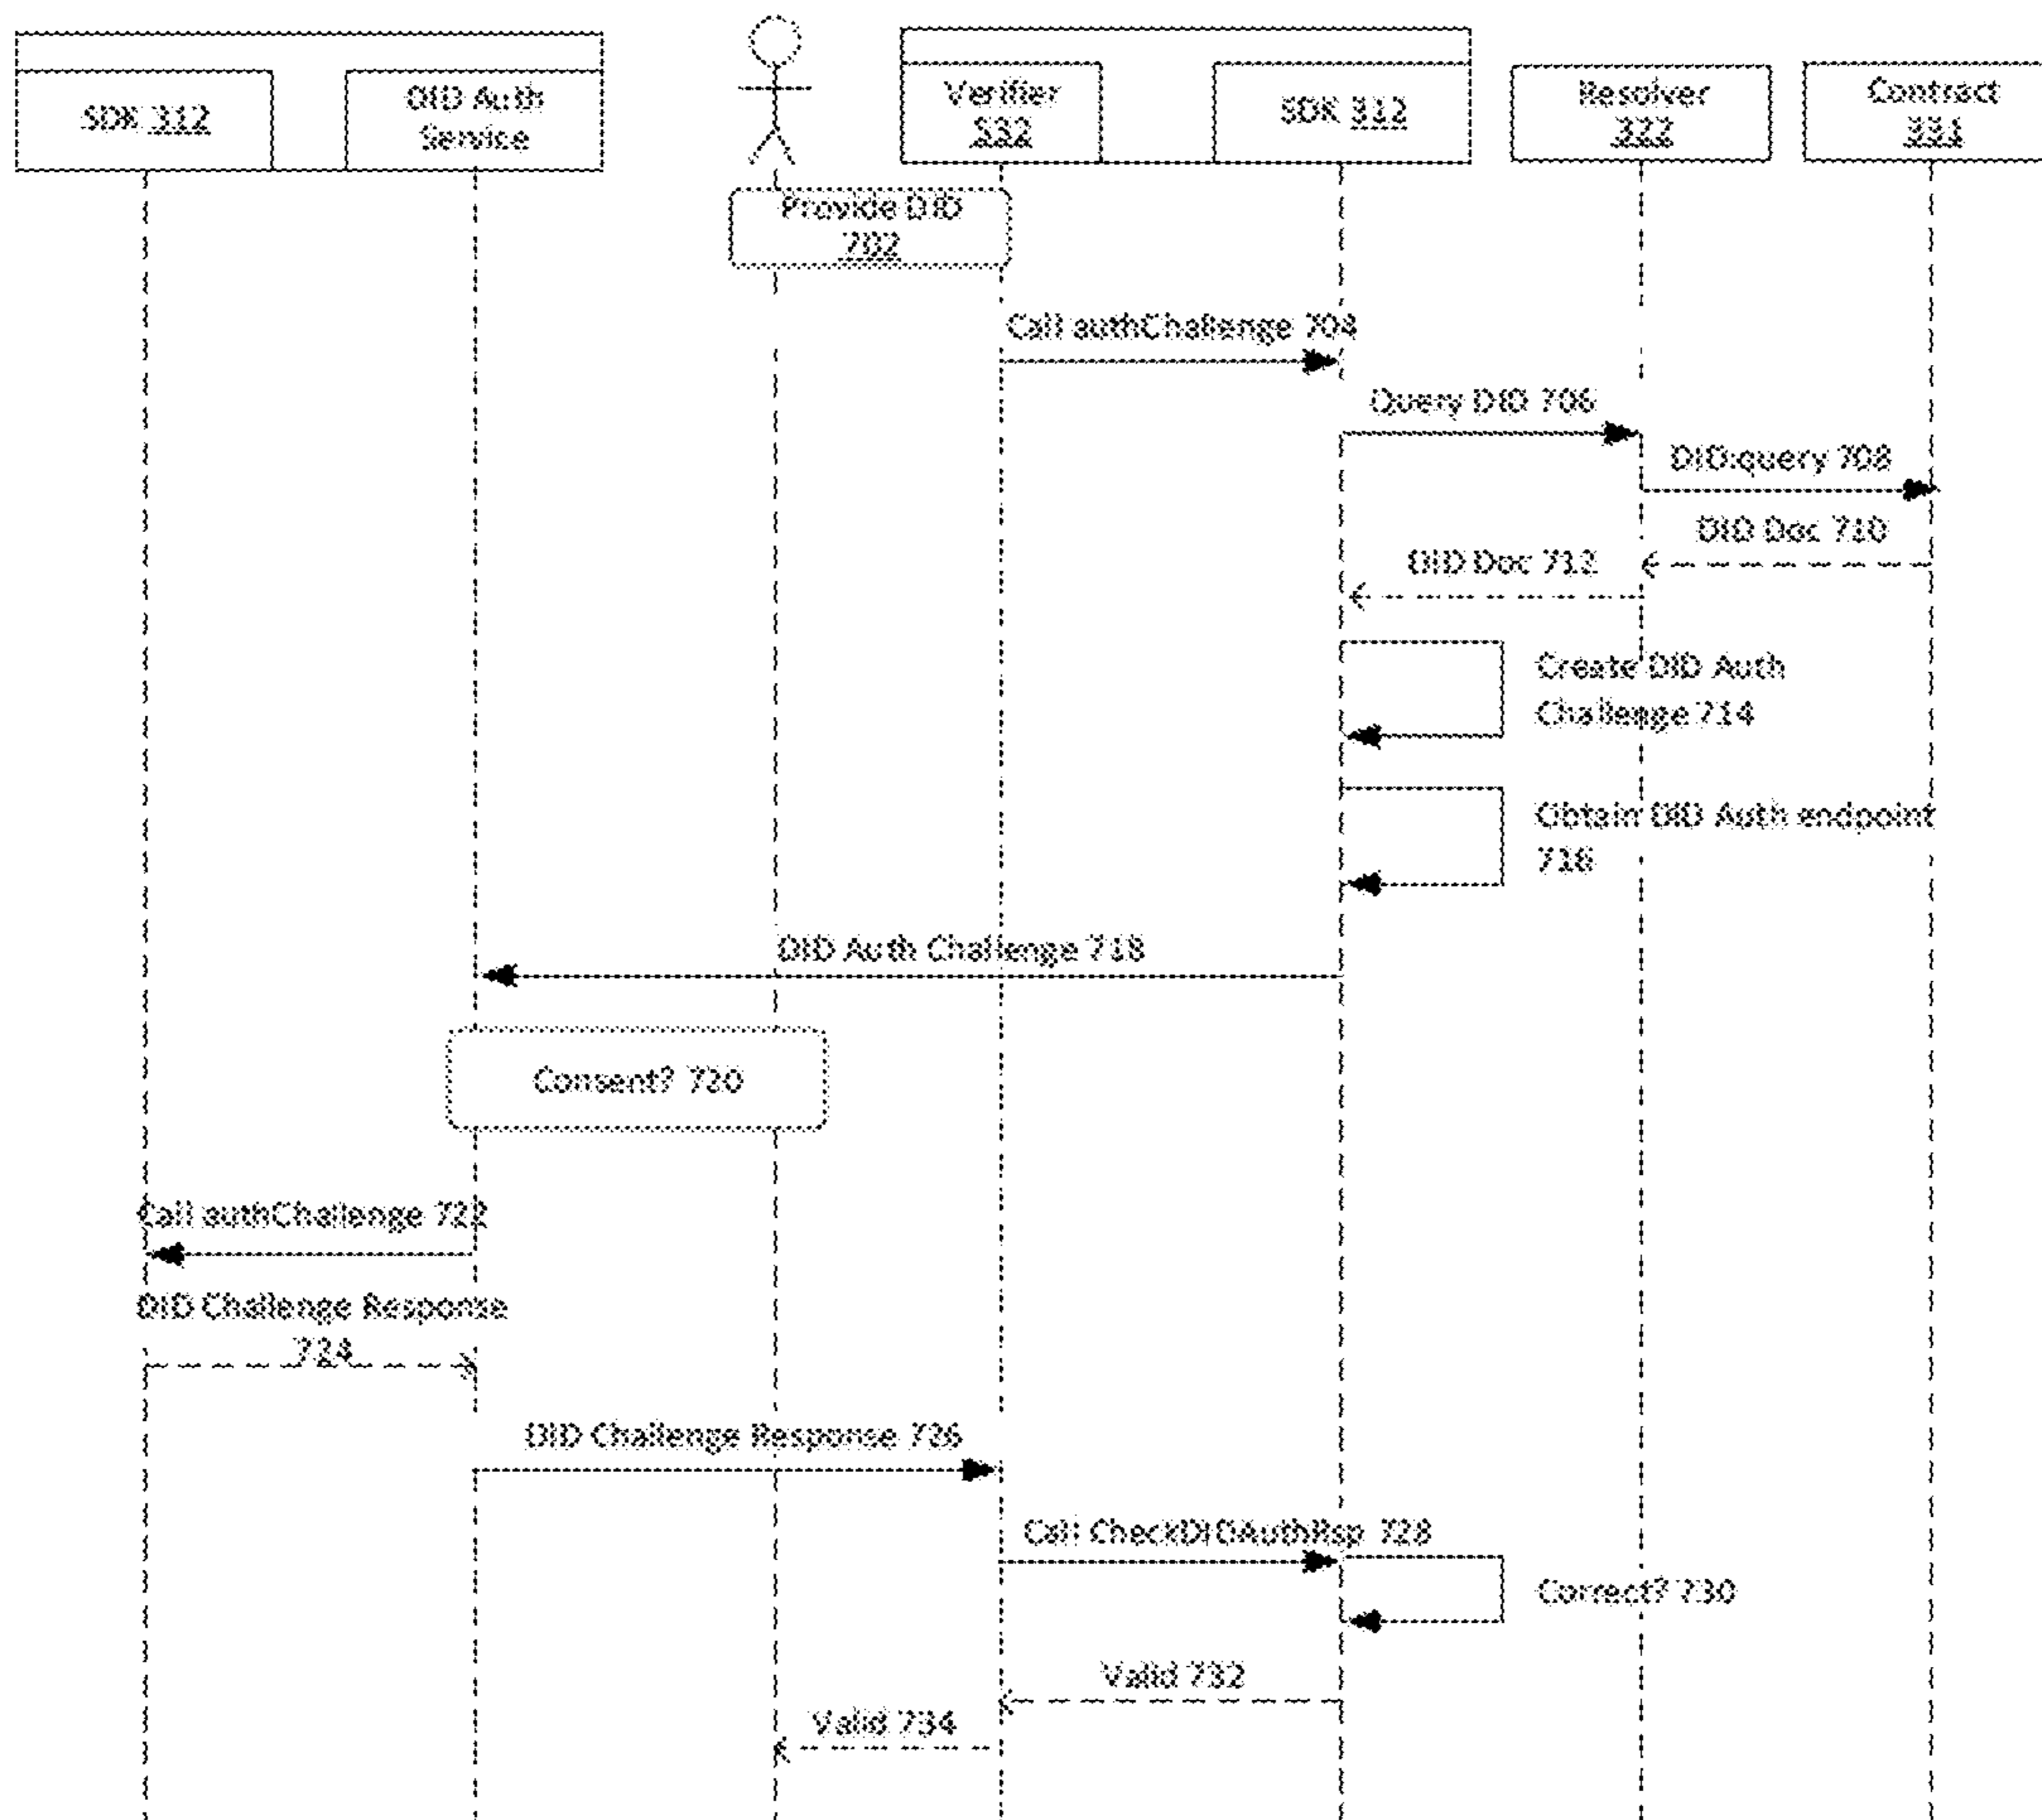 SDK 312
DID Auth
Service
Verifier
532
SDK 312
Resolver
322
Contract
331
Provide DID
702
Call authChallenge 704
Query DID 706
DID:query 708
DID Doc 710
DID Doc 712
Create DID Auth
Challenge 714
Obtain DID Auth endpoint
716
DID Auth Challenge 718
Consent? 720
Call authChallenge 722
DID Challenge Response
724
DID Challenge Response 726
Call CheckDIDAuthRsp 728
Correct? 730
Valid 732
Valid 734